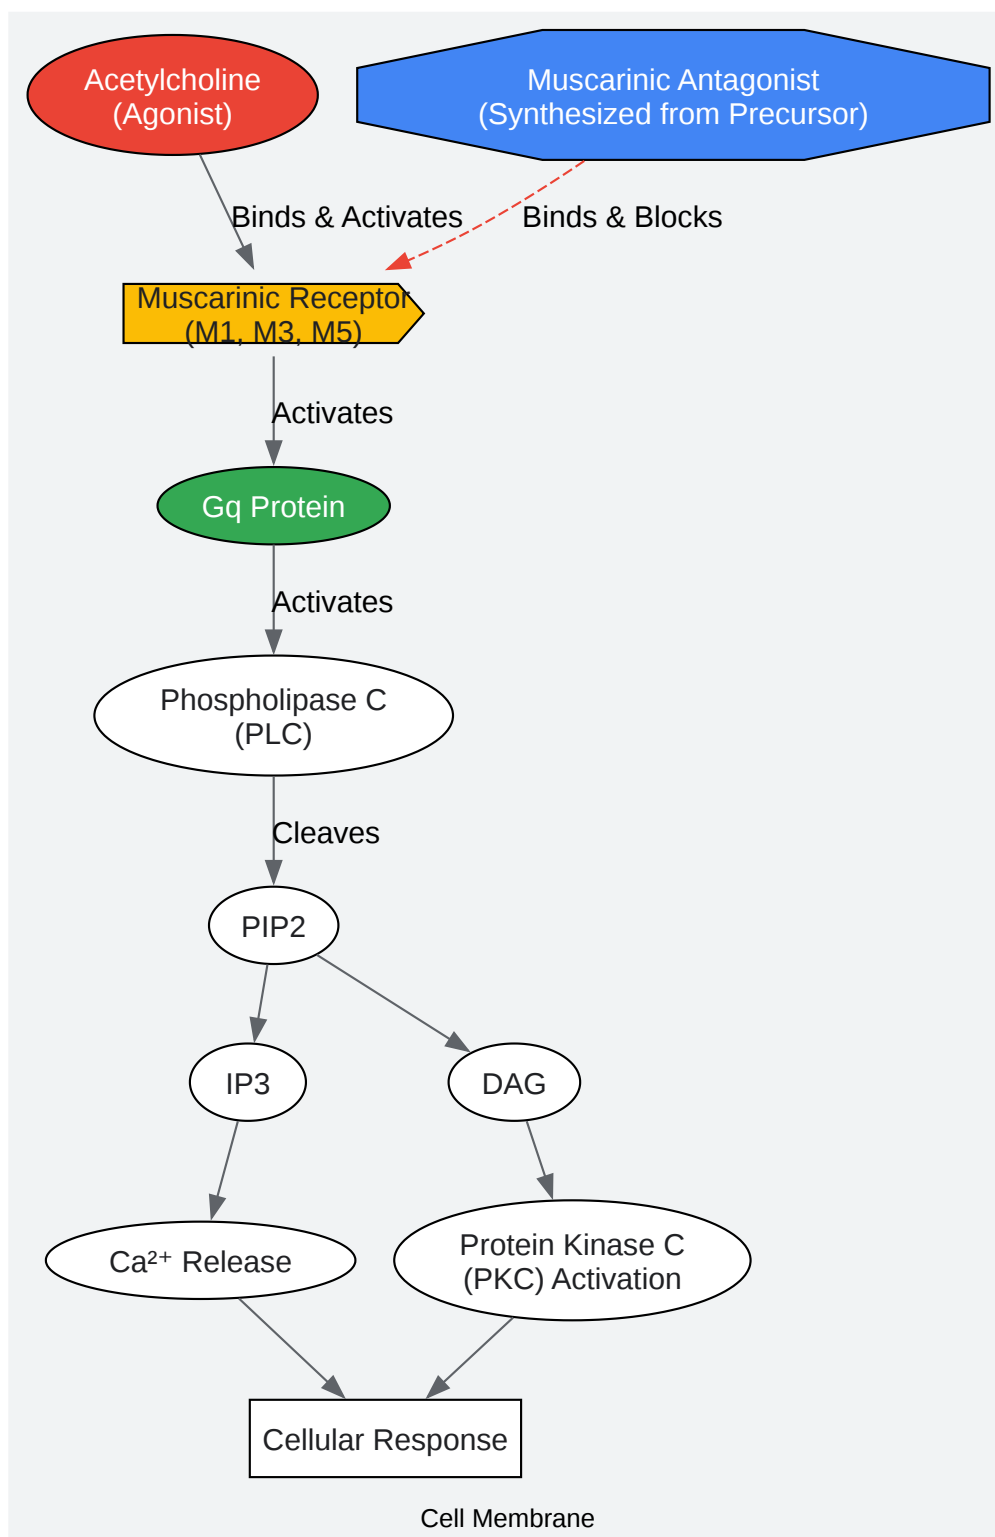 Acetylcholine
(Agonist)
Muscarinic Antagonist
(Synthesized from Precursor)
Binds & Activates
Binds & Blocks
Muscarinic Receptor
(M1, M3, M5)
Activates
Gq Protein
Activates
Phospholipase C
(PLC)
Cleaves
PIP2
IP3
DAG
Ca²⁺ Release
Protein Kinase C
(PKC) Activation
Cellular Response
Cell Membrane